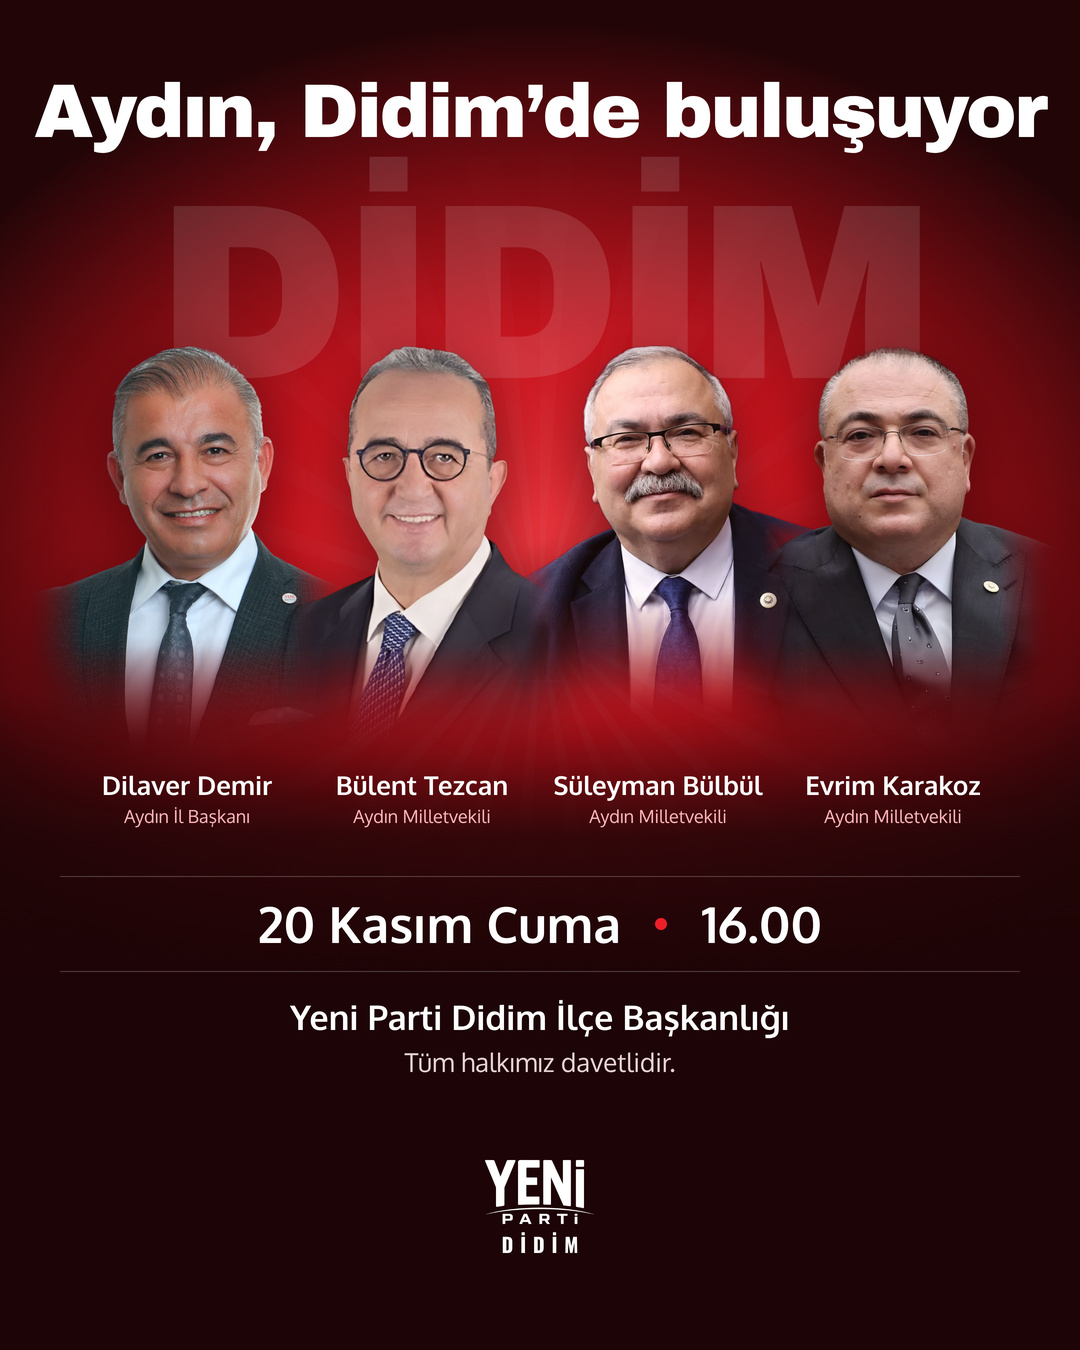 Aydın, Didim’de buluşuyor
DİDİM
Dilaver Demir
Aydın İl Başkanı
Bülent Tezcan
Aydın Milletvekili
Süleyman Bülbül
Aydın Milletvekili
Evrim Karakoz
Aydın Milletvekili
20 Kasım Cuma • 16.00
Yeni Parti Didim İlçe Başkanlığı
Tüm halkımız davetlidir.
YENİ
PARTİ
DİDİM